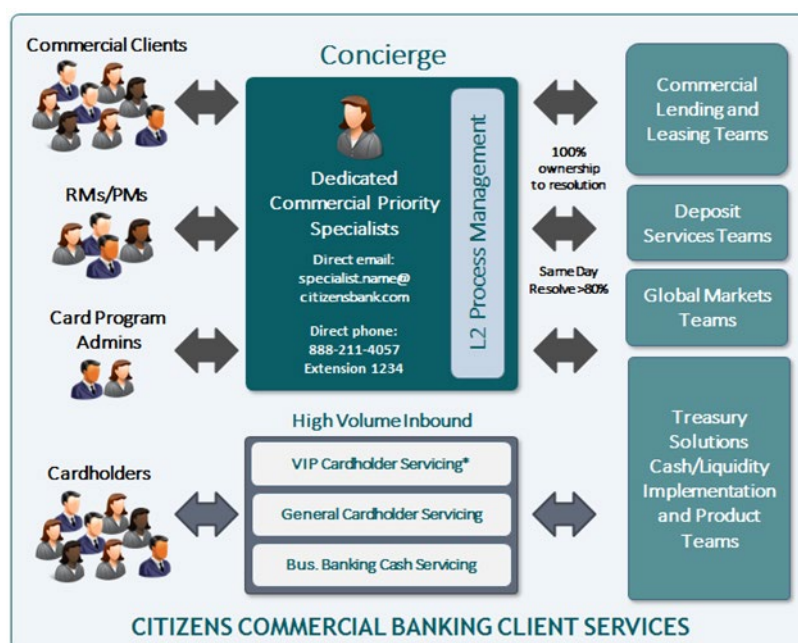 Commercial Clients
RMs/PMs
Card Program
Admins
Cardholders
Concierge
Dedicated
Commercial Priority
Specialists
Direct email:
specialist.name@
citizensbank.com
Direct phone:
888-211-4057
Extension 1234
L2 Process Management
High Volume Inbound
VIP Cardholder Servicing*
General Cardholder Servicing
Bus. Banking Cash Servicing
100%
ownership
to resolution
Same Day
Resolve >80%
Commercial
Lending and
Leasing Teams
Deposit
Services Teams
Global Markets
Teams
Treasury
Solutions
Cash/Liquidity
Implementation
and Product
Teams
CITIZENS COMMERCIAL BANKING CLIENT SERVICES